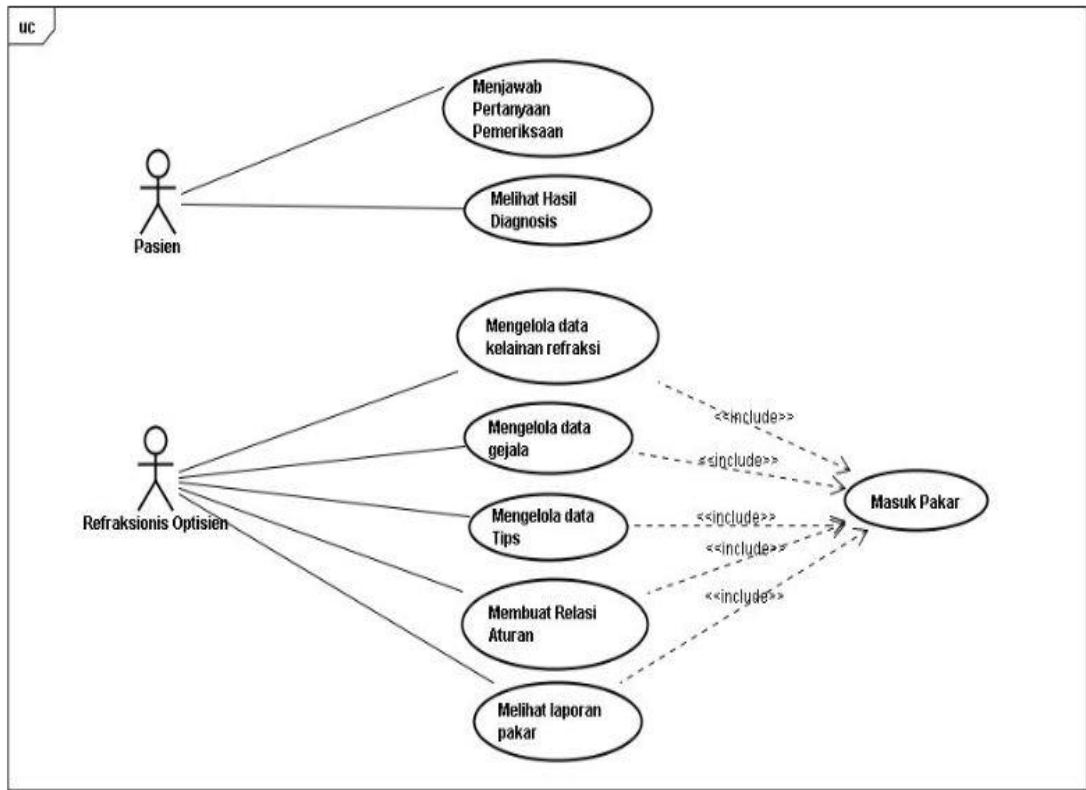 uc
Menjawab
Pertanyaan
Pemeriksaan
Melihat Hasil
Diagnosis
Pasien
Mengelola data
kelainan refraksi
<<include>>
Mengelola data
gejala
<<include>>
Masuk Pakar
Refraksionis Optisien
Mengelola data
Tips
<<include>>
<<include>>
Membuat Relasi
Aturan
<<include>>
Melihat laporan
pakar